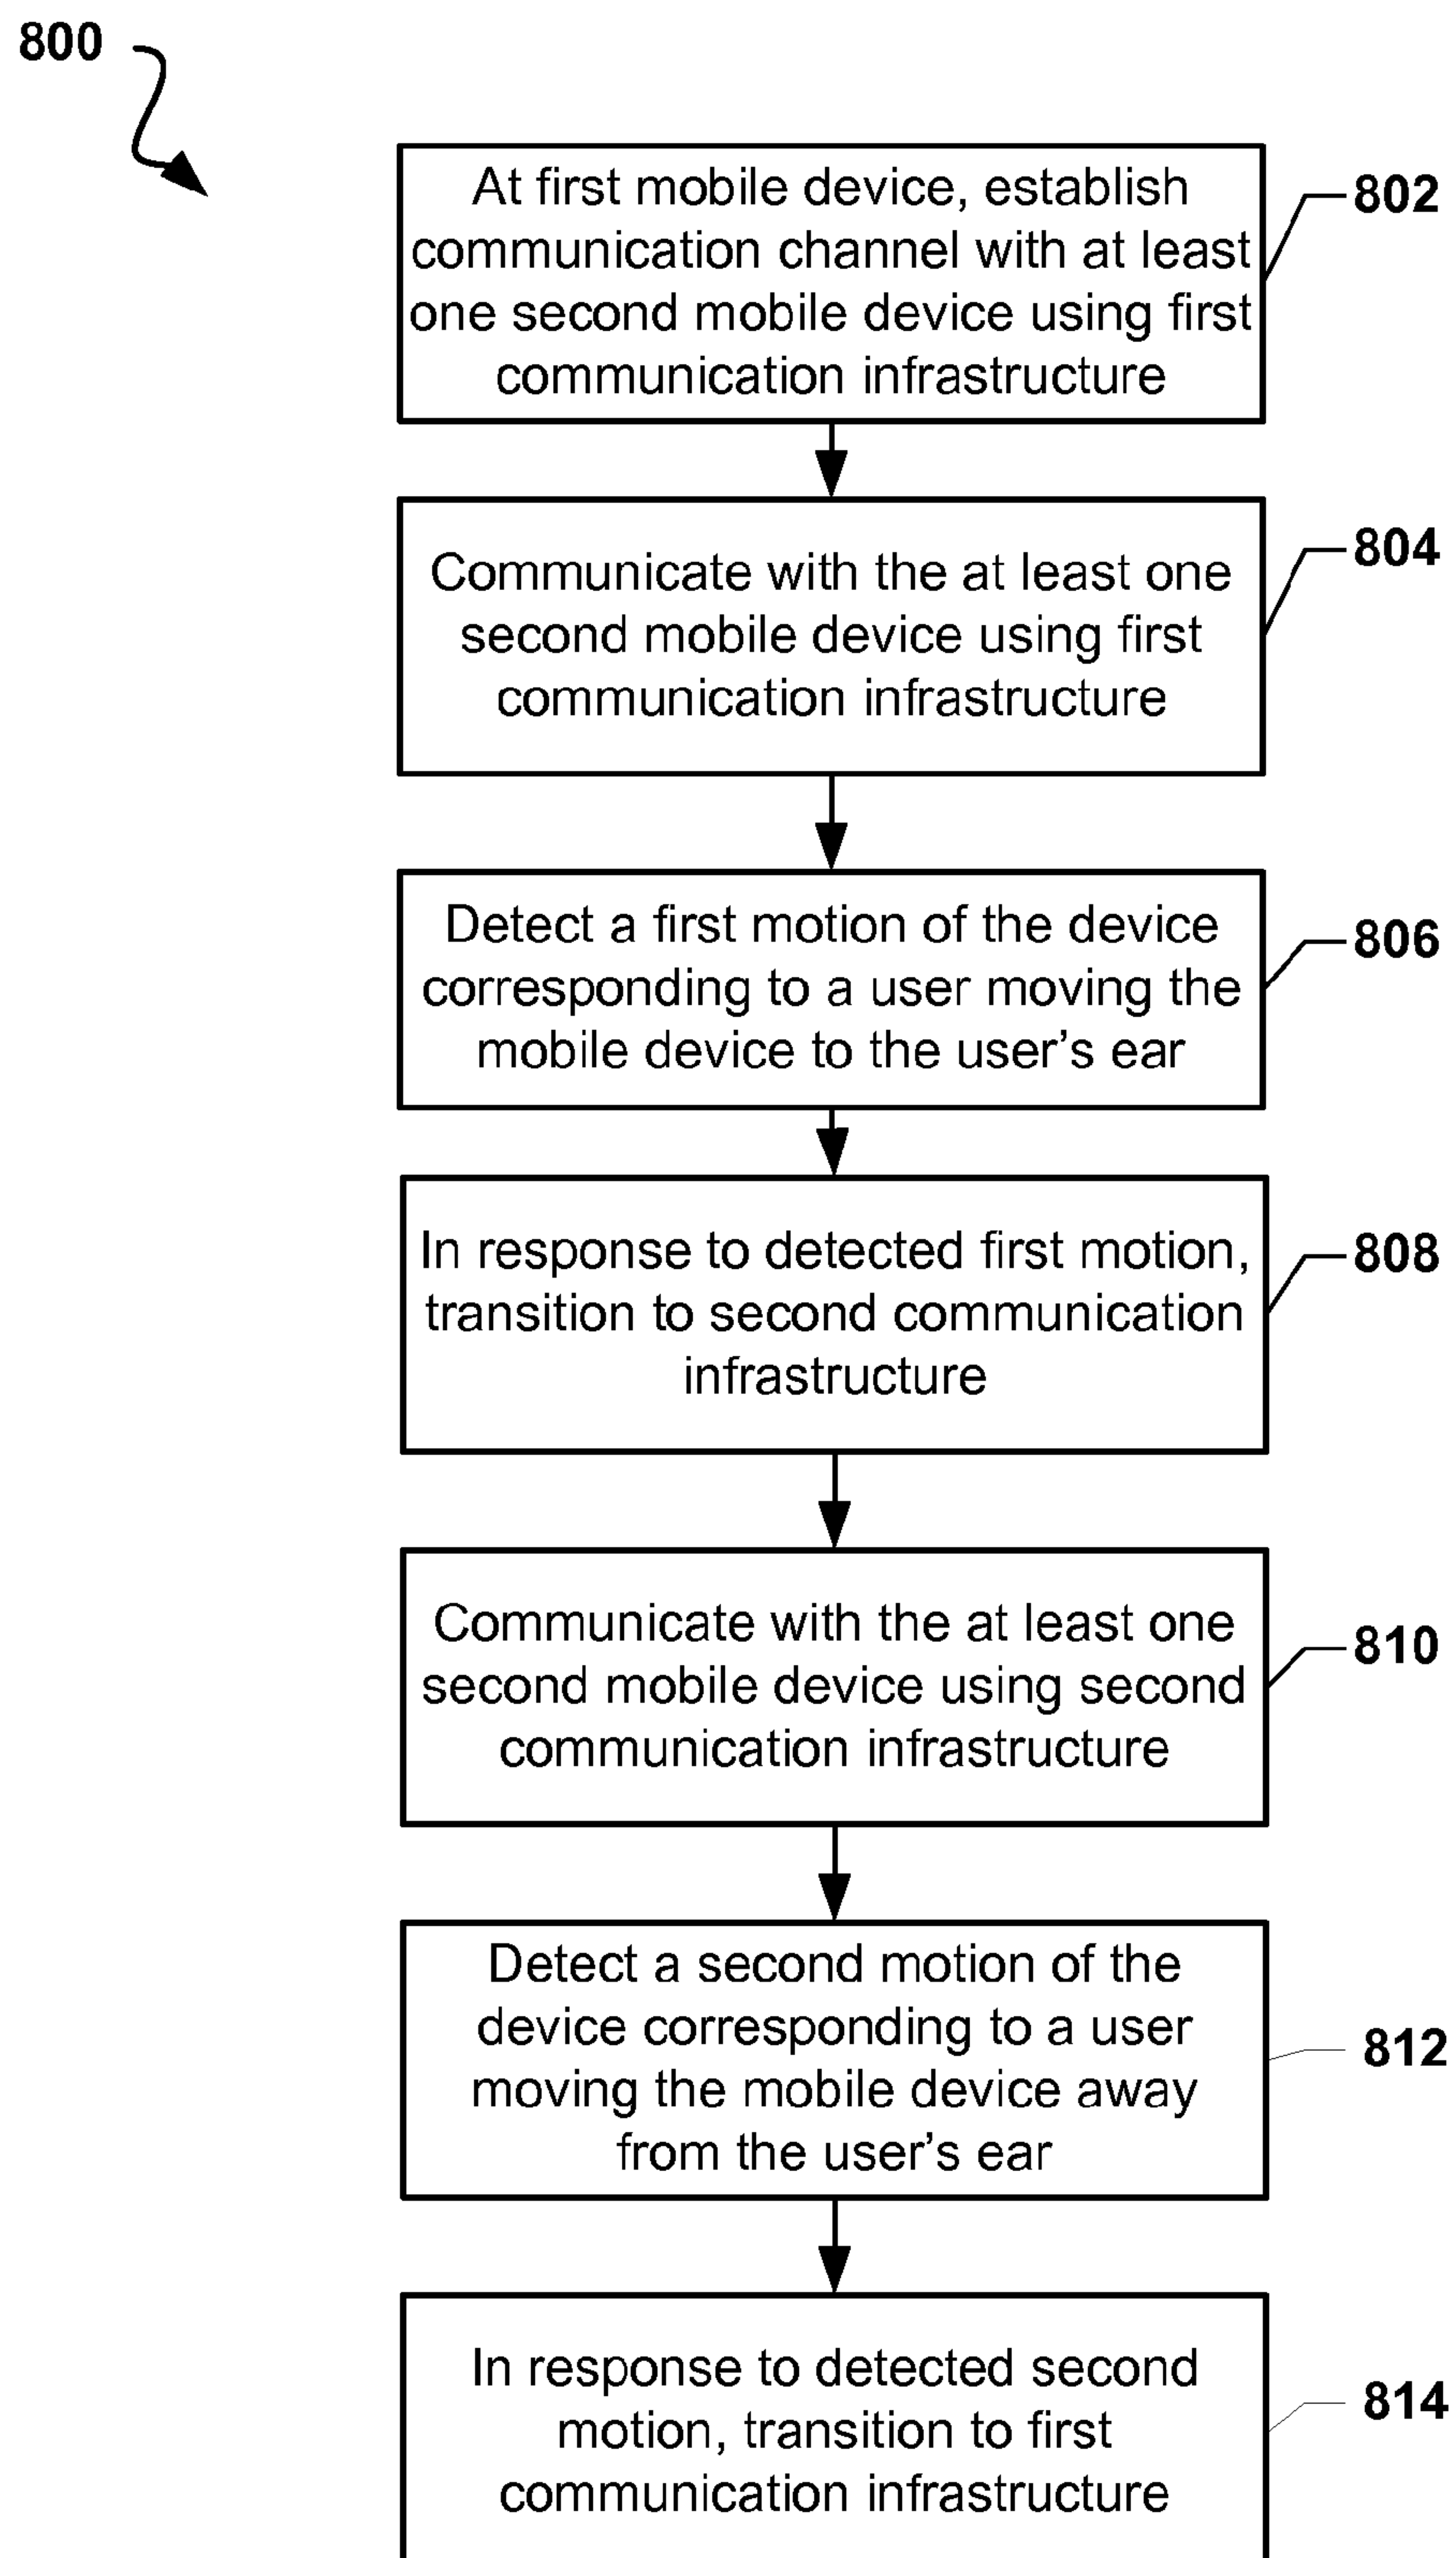 800
At first mobile device, establish
communication channel with at least
one second mobile device using first
communication infrastructure
802
Communicate with the at least one
second mobile device using first
communication infrastructure
804
Detect a first motion of the device
corresponding to a user moving the
mobile device to the user’s ear
806
In response to detected first motion,
transition to second communication
infrastructure
808
Communicate with the at least one
second mobile device using second
communication infrastructure
810
Detect a second motion of the
device corresponding to a user
moving the mobile device away
from the user’s ear
812
In response to detected second
motion, transition to first
communication infrastructure
814